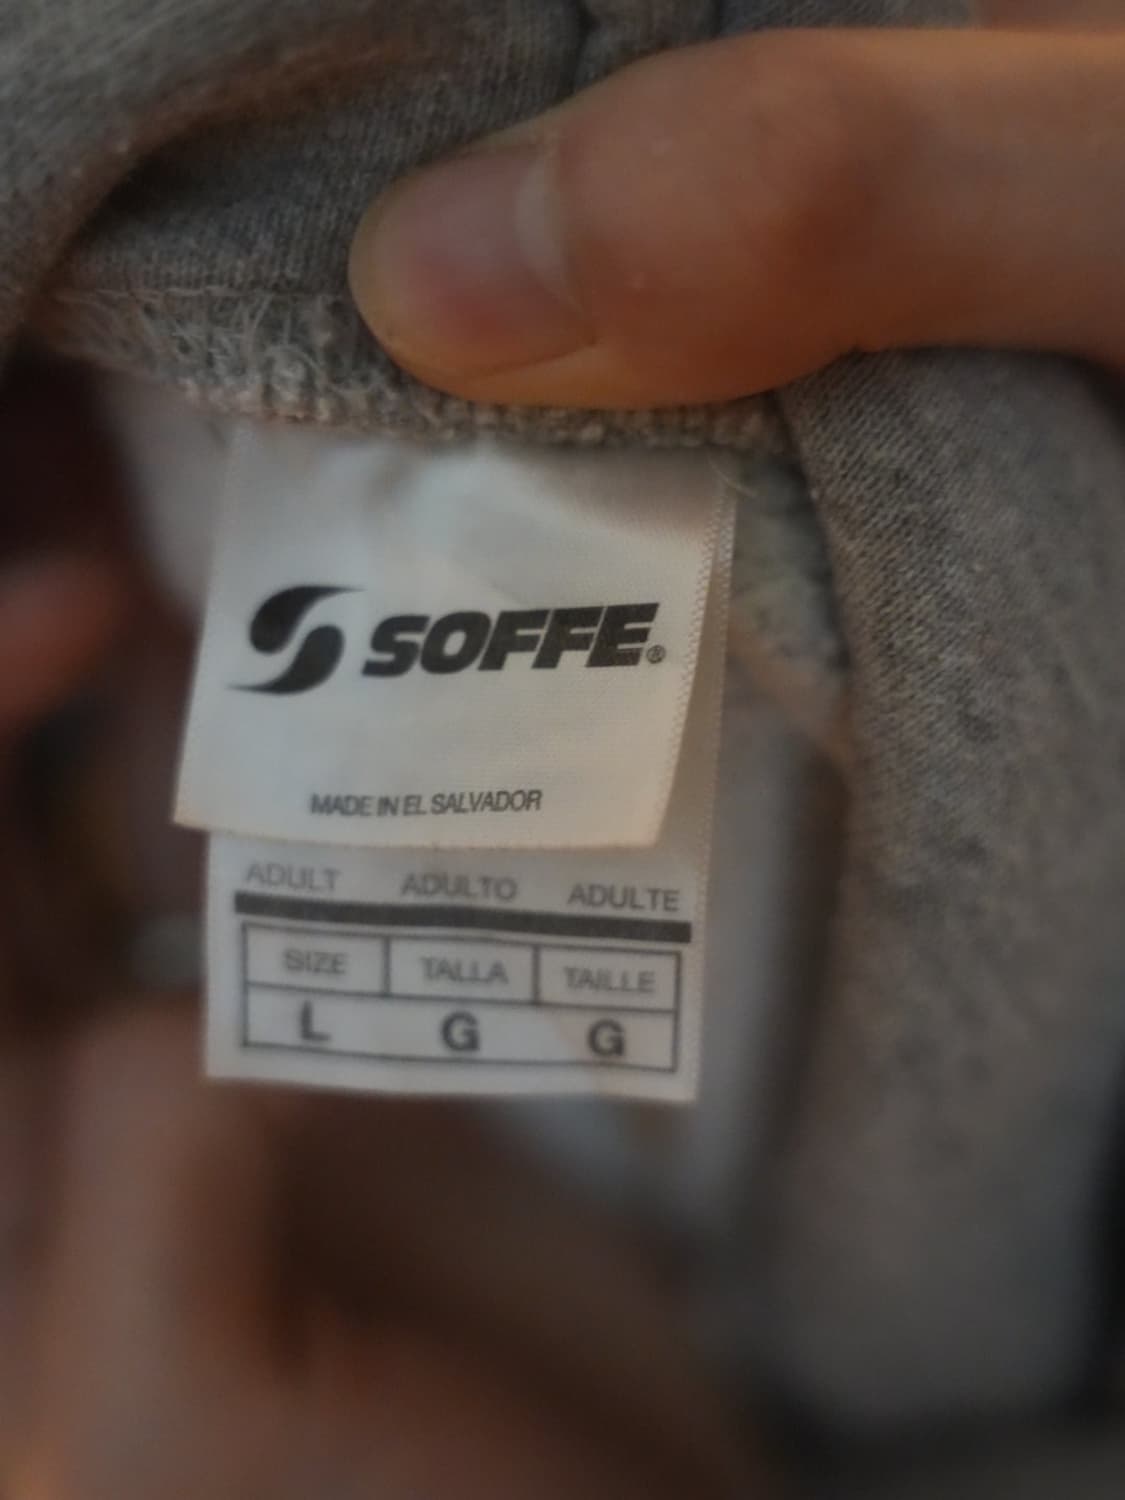 SOFFE®
MADE IN EL SALVADOR
ADULT ADULTO ADULTE
SIZE TALLA TAILLE
L G G